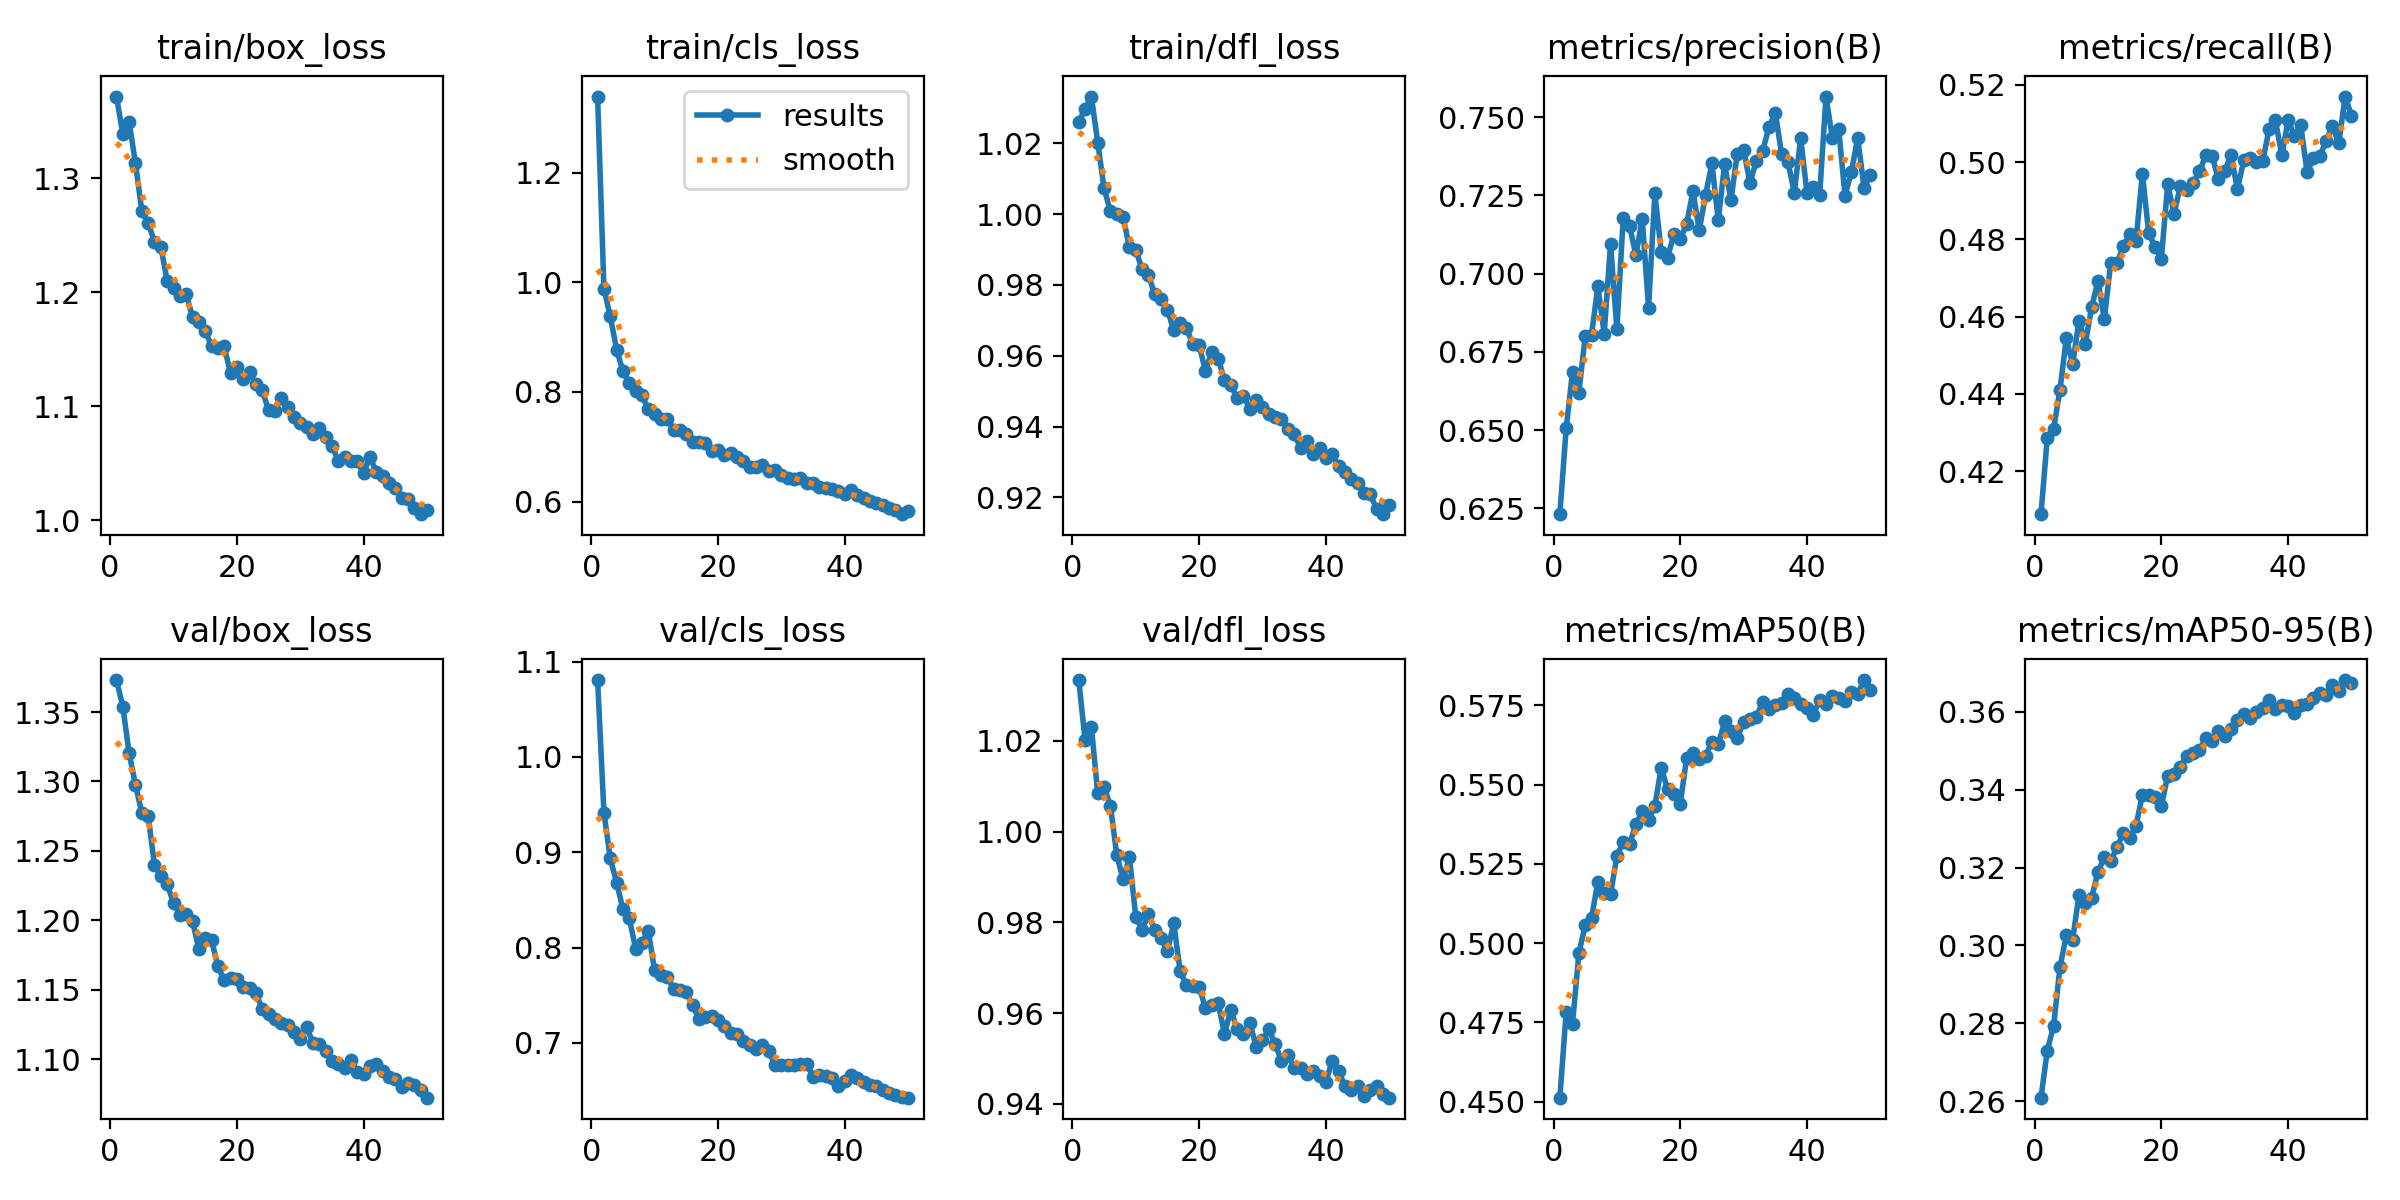 train/box_loss
1.3
1.2
1.1
1.0
0 20 40
train/cls_loss
results
smooth
1.2
1.0
0.8
0.6
0 20 40
train/dfl_loss
1.02
1.00
0.98
0.96
0.94
0.92
0 20 40
metrics/precision(B)
0.750
0.725
0.700
0.675
0.650
0.625
0 20 40
metrics/recall(B)
0.52
0.50
0.48
0.46
0.44
0.42
0 20 40
val/box_loss
1.35
1.30
1.25
1.20
1.15
1.10
0 20 40
val/cls_loss
1.1
1.0
0.9
0.8
0.7
0 20 40
val/dfl_loss
1.02
1.00
0.98
0.96
0.94
0 20 40
metrics/mAP50(B)
0.575
0.550
0.525
0.500
0.475
0.450
0 20 40
metrics/mAP50-95(B)
0.36
0.34
0.32
0.30
0.28
0.26
0 20 40